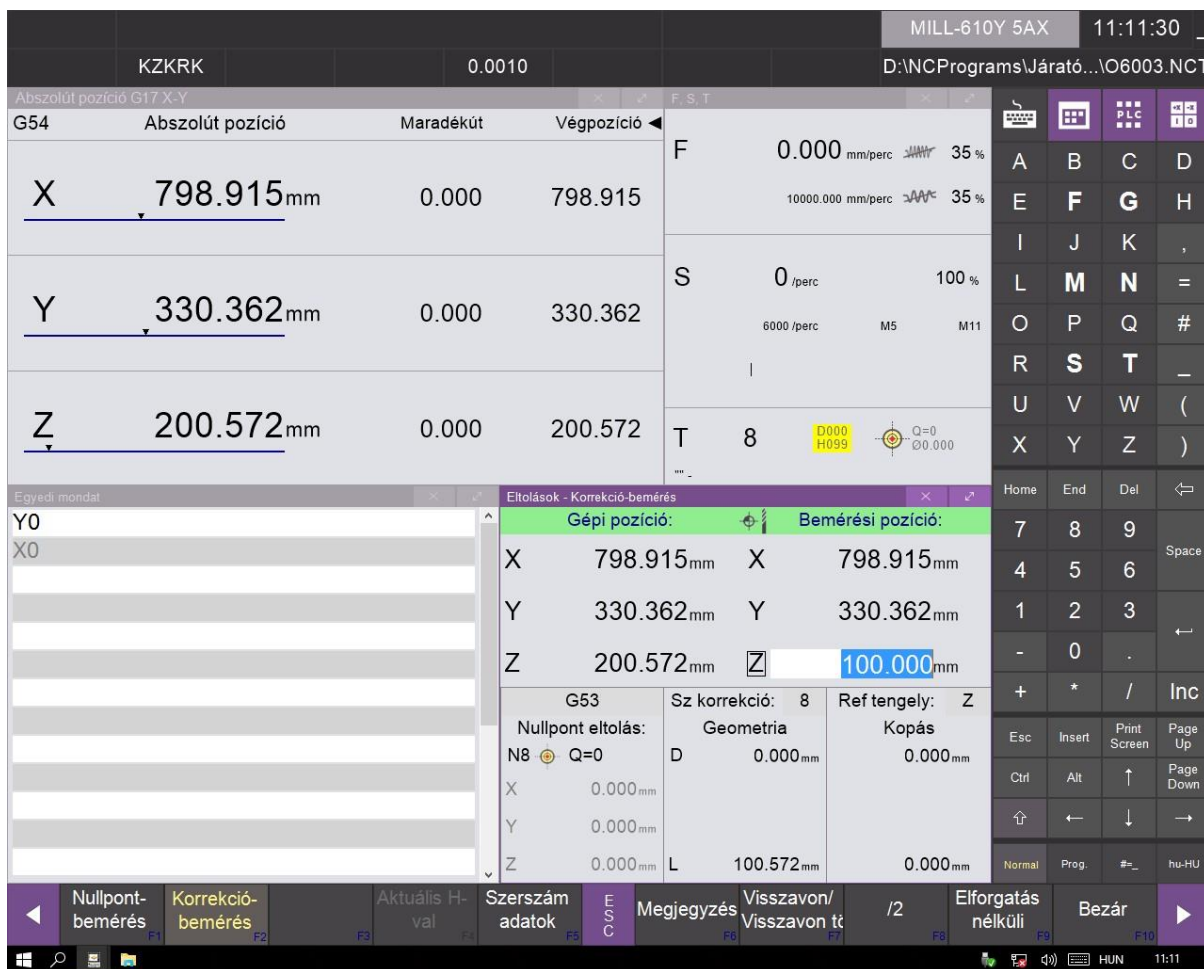 MILL-610Y 5AX 11:11:30 _
KZKRK 0.0010 D:\NCPrograms\Járató...\O6003.NCT
Abszolút pozíció G17 X-Y
G54 Abszolút pozíció Maradékút Végpozíció
X 798.915mm 0.000 798.915
Y 330.362mm 0.000 330.362
Z 200.572mm 0.000 200.572
F, S, T
F 0.000 mm/perc 35 %
10000.000 mm/perc 35 %
S 0 /perc 100 %
6000 /perc M5 M11
T 8 D000 H099 Q=0 Ø0.000
"" -
Egyedi mondat
Y0
X0
Eltolások - Korrekció-bemérés
Gépi pozíció: Bemérési pozíció:
X 798.915mm X 798.915mm
Y 330.362mm Y 330.362mm
Z 200.572mm Z 100.000mm
G53 Sz korrekció: 8 Ref tengely: Z
Nullpont eltolás: Geometria Kopás
N8 Q=0 D 0.000mm 0.000mm
X 0.000mm
Y 0.000mm
Z 0.000mm L 100.572mm 0.000mm
PLC
I O
A B C D
E F G H
I J K ,
L M N =
O P Q #
R S T _
U V W (
X Y Z )
Home End Del
7 8 9 Space
4 5 6
1 2 3
- 0 .
+ * / Inc
Esc Insert Print Screen Page Up
Ctrl Alt Page Down
Normal Prog. #=_ hu-HU
Nullpont-bemérés F1
Korrekció-bemérés F2
F3
Aktuális H-val F4
Szerszám adatok F5
ESC
Megjegyzés F6
Visszavon/ Visszavon tö F7
/2 F8
Elforgatás nélküli F9
Bezár F10
HUN 11:11